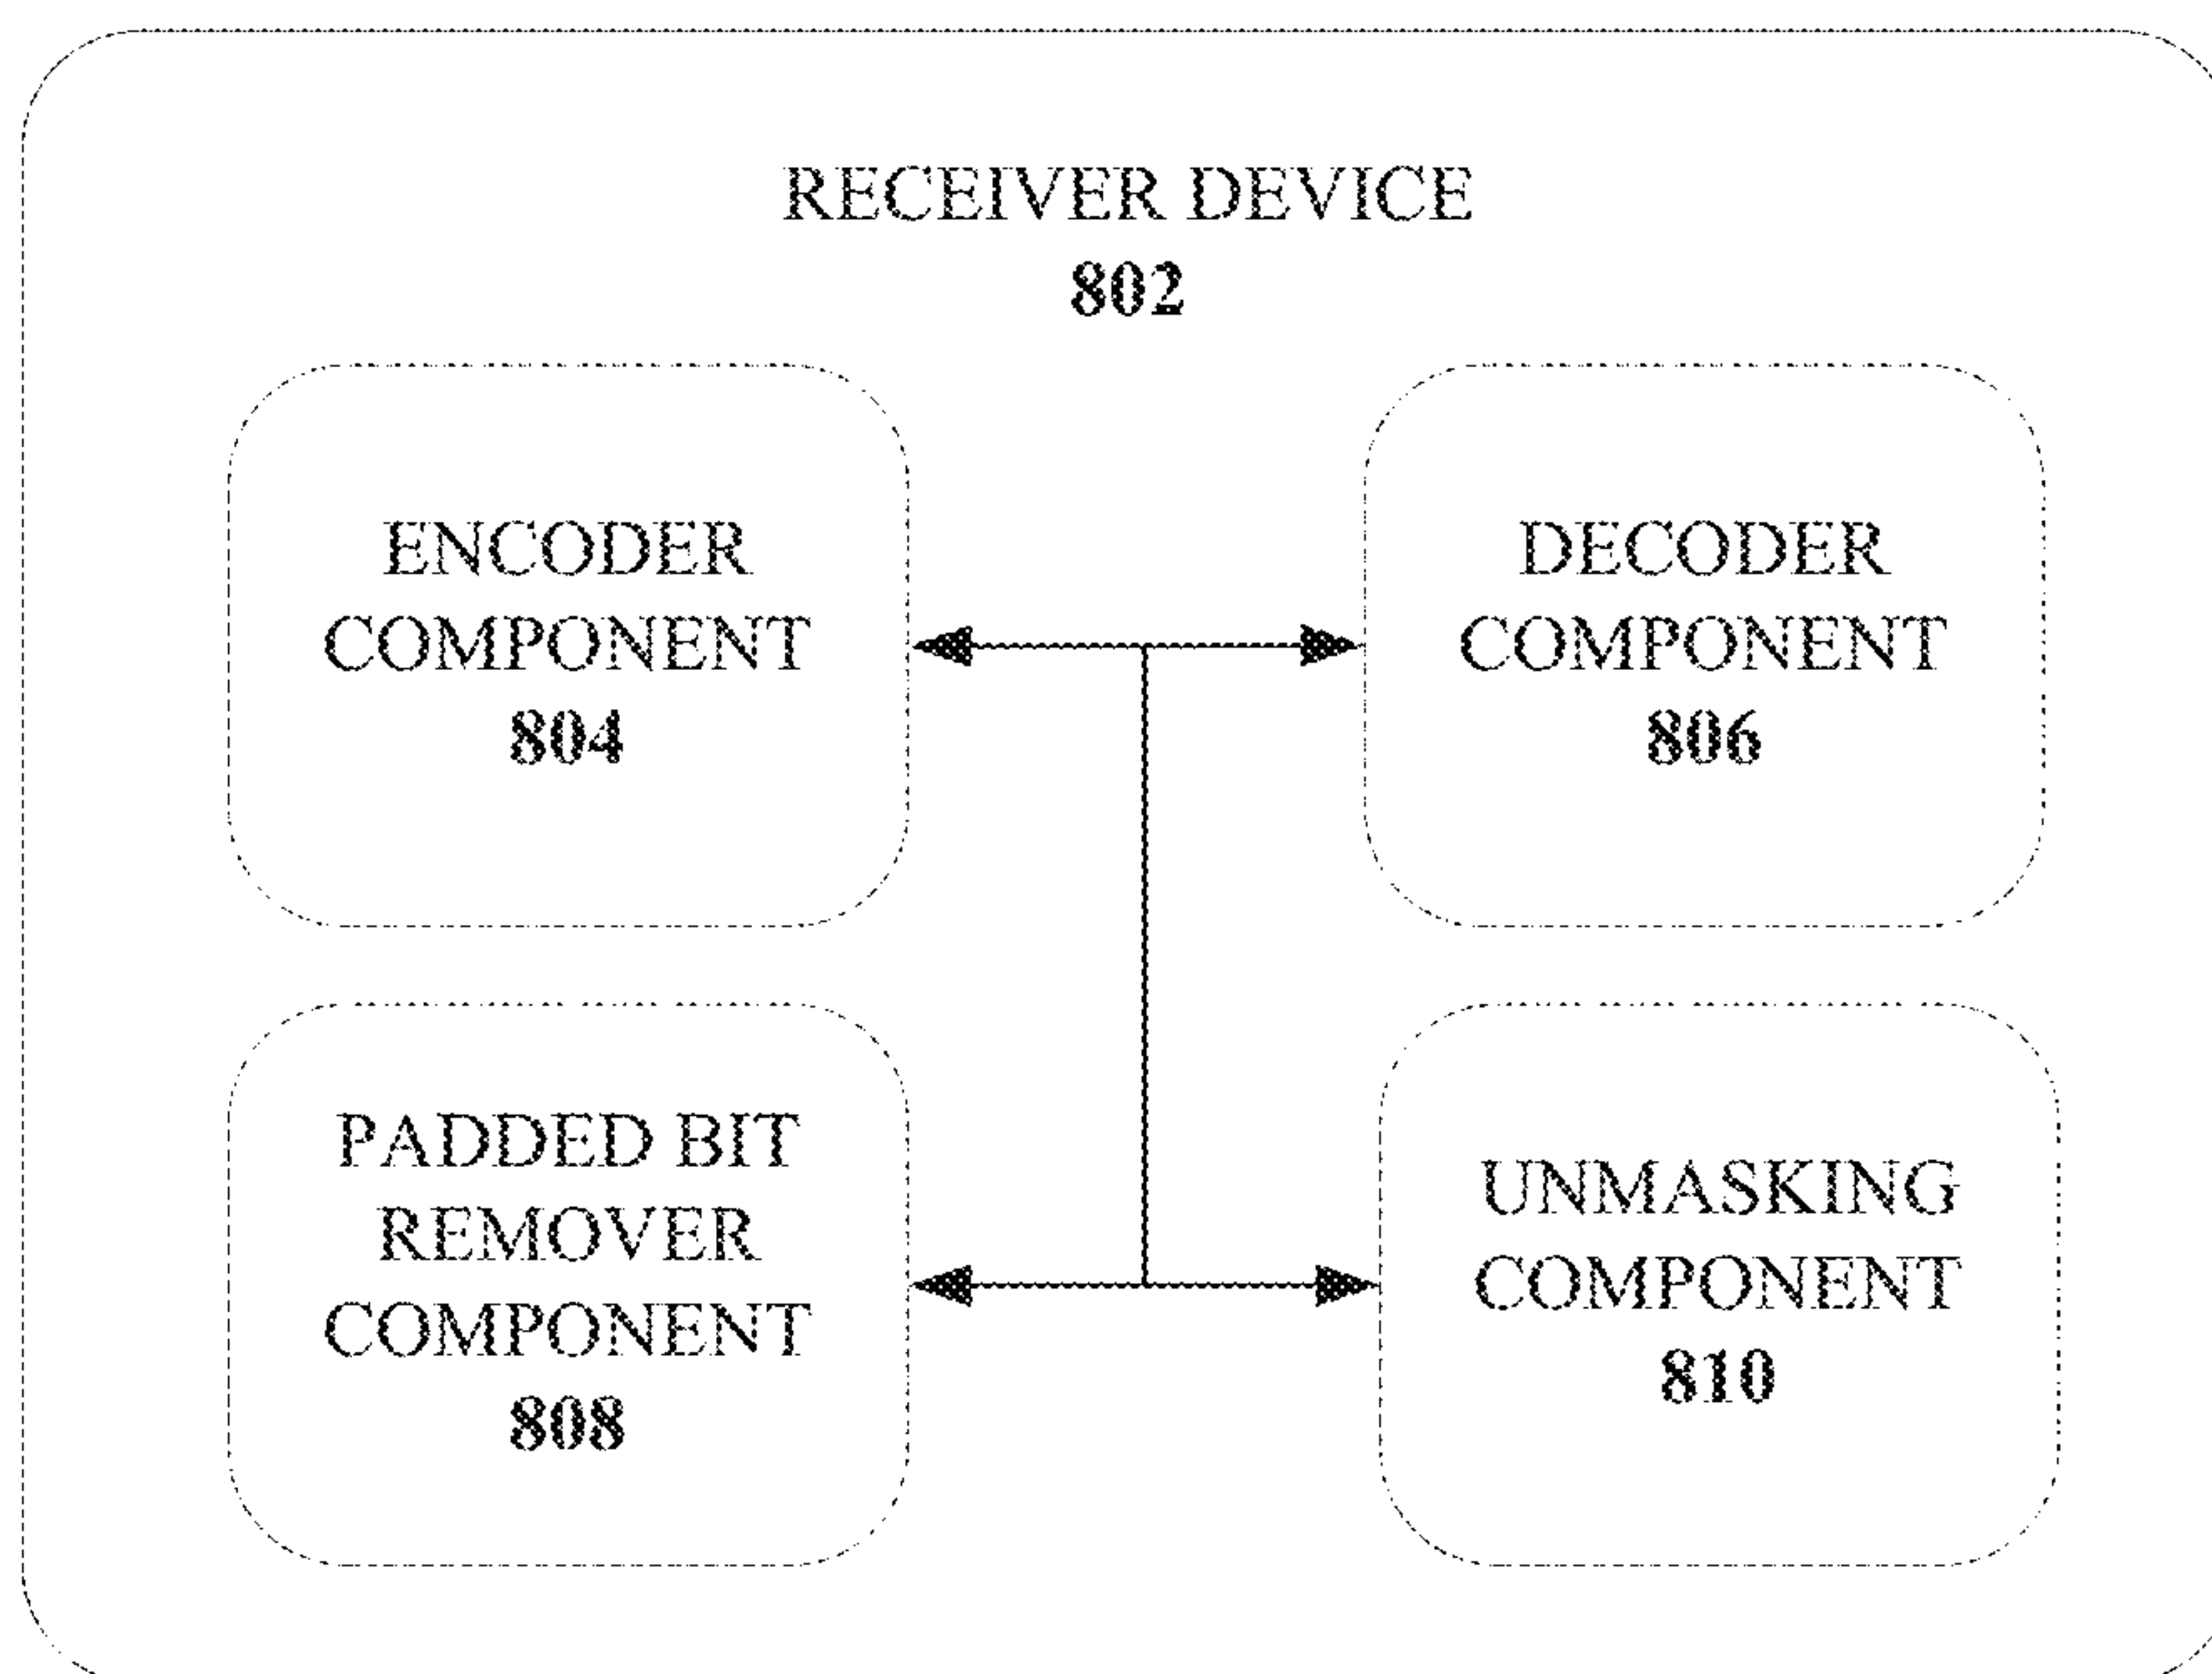 RECEIVER DEVICE
802
ENCODER
COMPONENT
804
DECODER
COMPONENT
806
PADDED BIT
REMOVER
COMPONENT
808
UNMASKING
COMPONENT
810